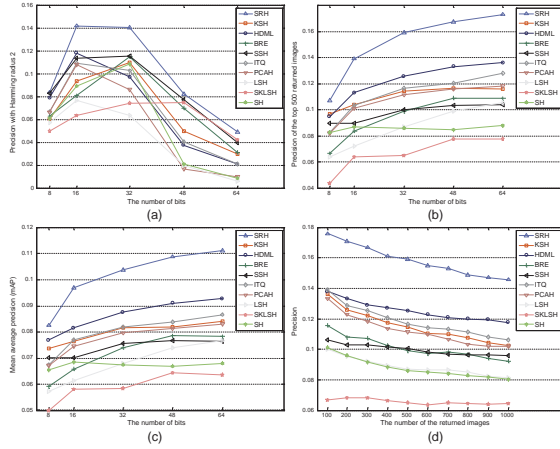 Precision with Hamming radius 2
0.16
0.14
0.12
0.1
0.08
0.06
0.04
0.02
0
8 16 32 48 64
The number of bits
SRH
KSH
HDML
BRE
SSH
ITQ
PCAH
LSH
SKLSH
SH
(a)
Precision of the top 500 returned images
0.18
0.16
0.14
0.12
0.1
0.08
0.06
0.04
8 16 32 48 64
The number of bits
SRH
KSH
HDML
BRE
SSH
ITQ
PCAH
LSH
SKLSH
SH
(b)
Mean average precision (mAP)
0.12
0.11
0.1
0.09
0.08
0.07
0.06
0.05
8 16 32 48 64
The number of bits
SRH
KSH
HDML
BRE
SSH
ITQ
PCAH
LSH
SKLSH
SH
(c)
Precision
0.18
0.16
0.14
0.12
0.1
0.08
0.06
100 200 300 400 500 600 700 800 900 1000
The number of the returned images
SRH
KSH
HDML
BRE
SSH
ITQ
PCAH
LSH
SKLSH
SH
(d)